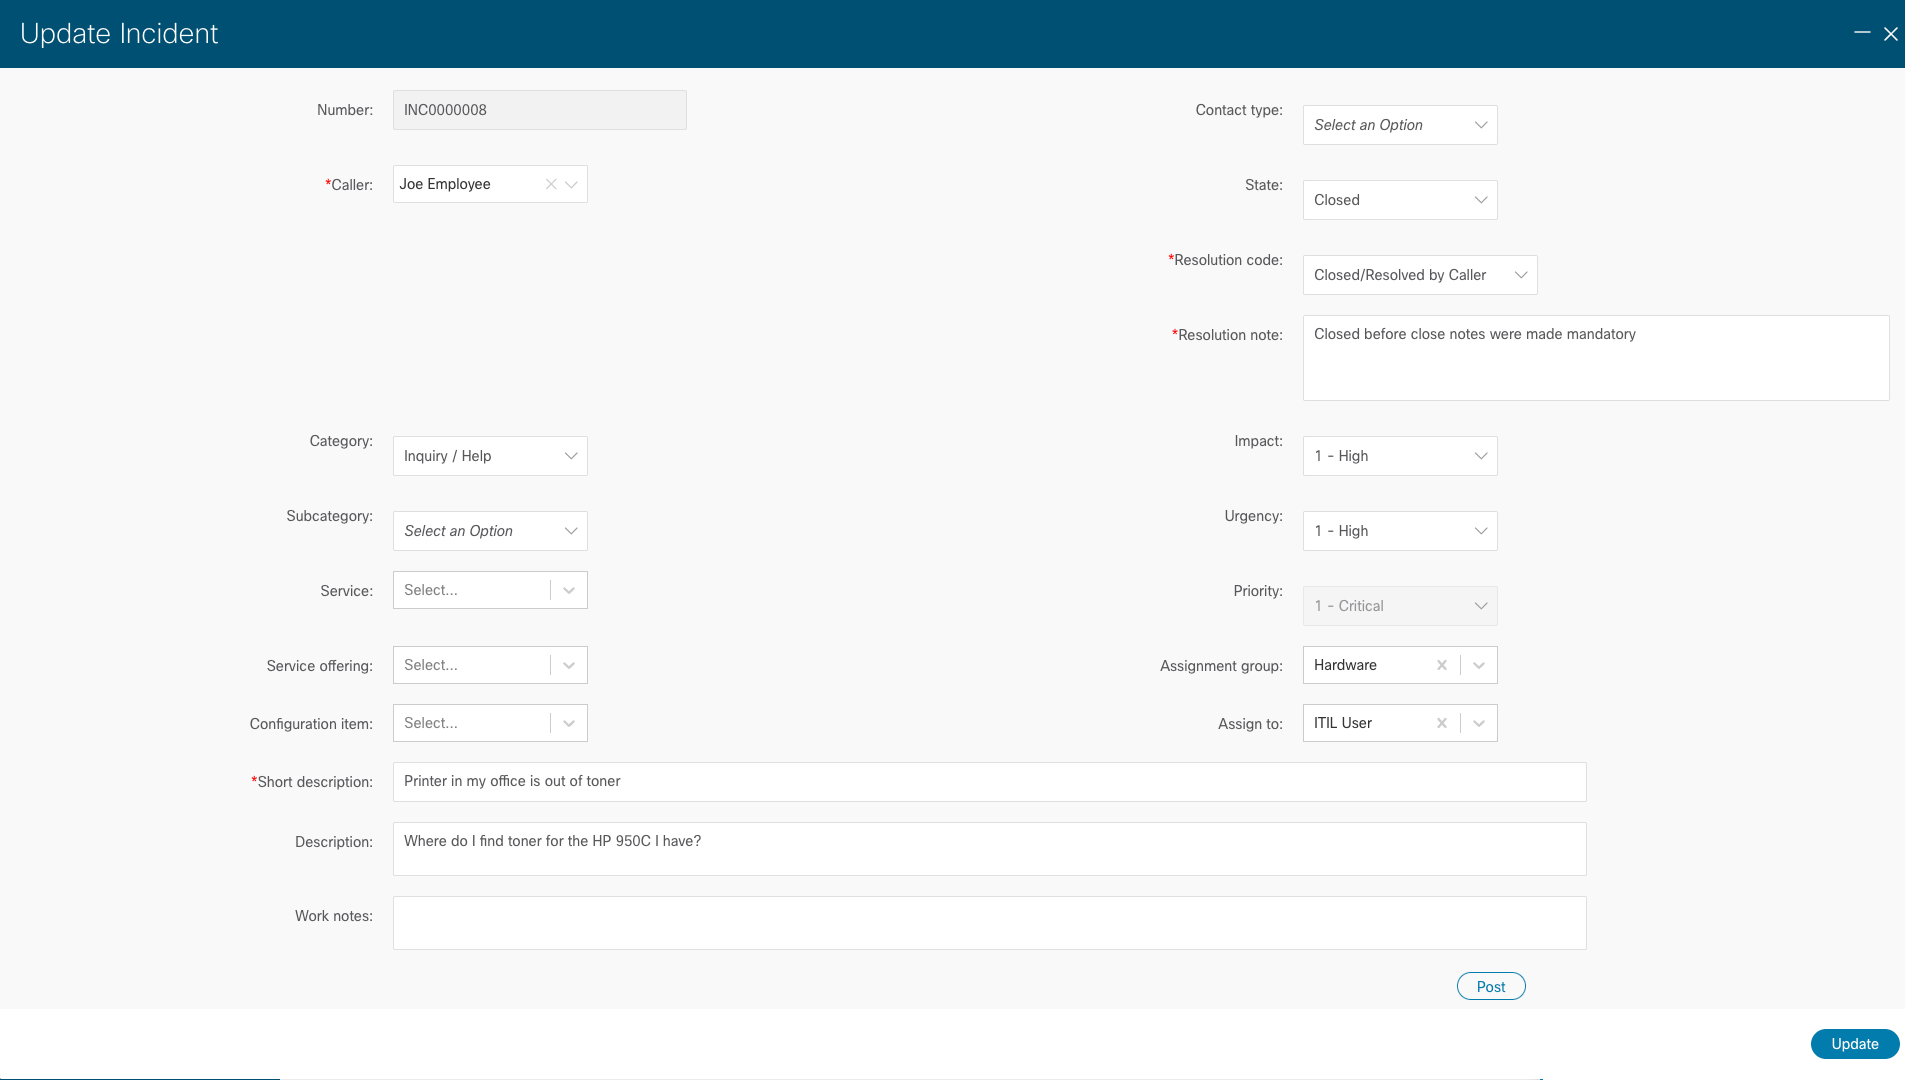 Update Incident
Number: INC0000008
Contact type: Select an Option
*Caller: Joe Employee
State: Closed
*Resolution code: Closed/Resolved by Caller
*Resolution note: Closed before close notes were made mandatory
Category: Inquiry / Help
Impact: 1 - High
Subcategory: Select an Option
Urgency: 1 - High
Service: Select...
Priority: 1 - Critical
Service offering: Select...
Assignment group: Hardware
Configuration item: Select...
Assign to: ITIL User
*Short description: Printer in my office is out of toner
Description: Where do I find toner for the HP 950C I have?
Work notes:
Post
Update